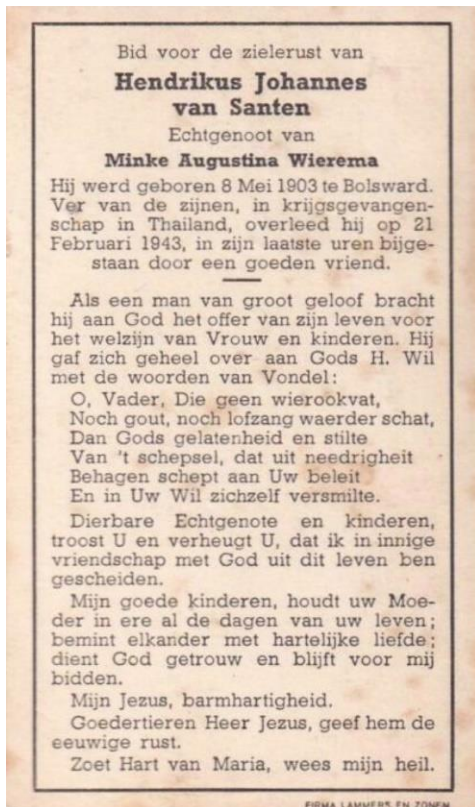 Bid voor de zielerust van
Hendrikus Johannes
van Santen
Echtgenoot van
Minke Augustina Wierema
Hij werd geboren 8 Mei 1903 te Bolsward.
Ver van de zijnen, in krijgsgevangen-
schap in Thailand, overleed hij op 21
Februari 1943, in zijn laatste uren bijge-
staan door een goeden vriend.
Als een man van groot geloof bracht
hij aan God het offer van zijn leven voor
het welzijn van Vrouw en kinderen. Hij
gaf zich geheel over aan Gods H. Wil
met de woorden van Vondel:
O, Vader, Die geen wierookvat,
Noch gout, noch lofzang waerder schat,
Dan Gods gelatenheid en stilte
Van 't schepsel, dat uit needrigheit
Behagen schept aan Uw beleit
En in Uw Wil zichzelf versmilte.
Dierbare Echtgenote en kinderen,
troost U en verheugt U, dat ik in innige
vriendschap met God uit dit leven ben
gescheiden.
Mijn goede kinderen, houdt uw Moe-
der in ere al de dagen van uw leven;
bemint elkander met hartelijke liefde;
dient God getrouw en blijft voor mij
bidden.
Mijn Jezus, barmhartigheid.
Goedertieren Heer Jezus, geef hem de
eeuwige rust.
Zoet Hart van Maria, wees mijn heil.
FIRMA LAMMERS EN ZONEN